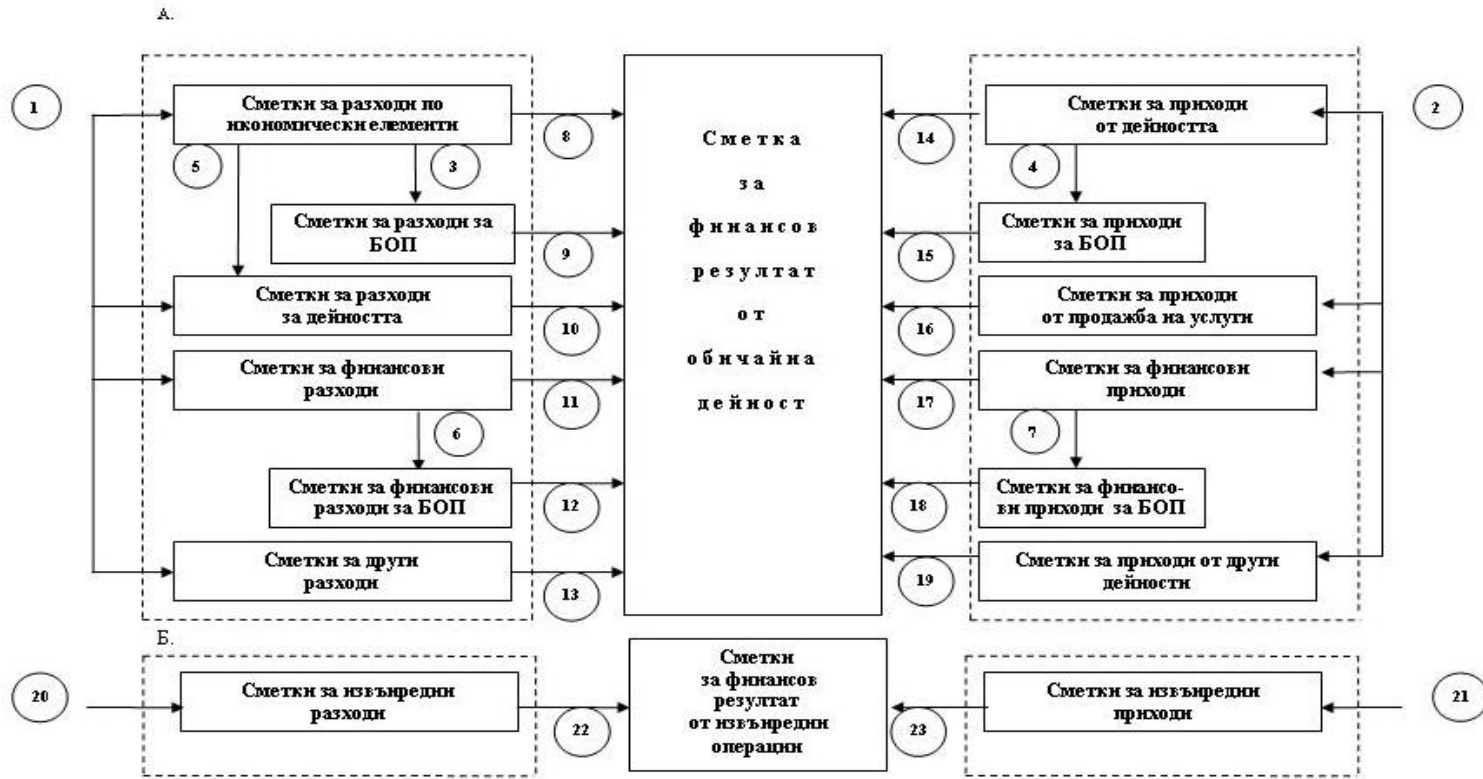 А.
1
Сметки за разходи по
икономически елементи
5
3
8
Сметки за разходи за
БОП
9
Сметки за разходи
за дейността
10
Сметки за финансови
разходи
11
6
Сметки за финансови
разходи за БОП
12
Сметки за други
разходи
13
Сметка
за
финансов
резултат
от
обичайна
дейност
2
Сметки за приходи
от дейността
14
4
Сметки за приходи
за БОП
15
Сметки за приходи
от продажба на услуги
16
Сметки за финансови
приходи
17
7
Сметки за финансо-
ви приходи за БОП
18
Сметки за приходи от други
дейности
19
Б.
20
Сметки за извънредни
разходи
22
Сметки
за финансов
резултат
от извънредни
операции
23
Сметки за извънредни
приходи
21